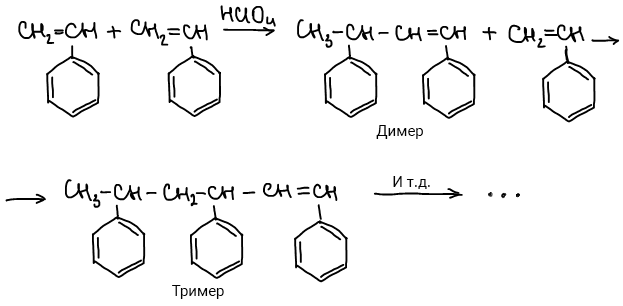 CH₂=CH + CH₂=CH HClO₄ → CH₃-CH-CH=CH + CH₂=CH →
Димер
→ CH₃-CH-CH₂-CH-CH=CH И т.д. → ...
Тример